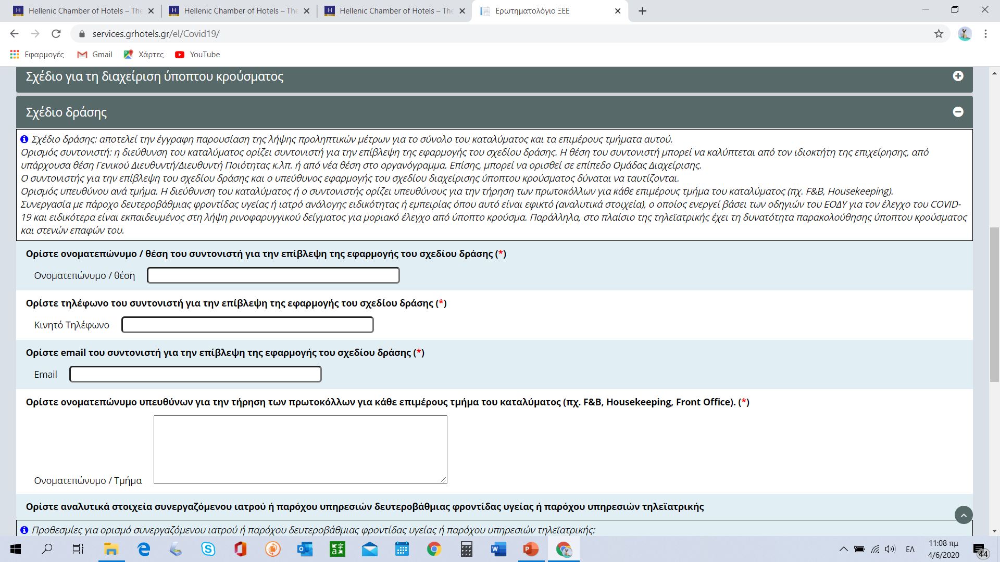 Hellenic Chamber of Hotels – The
Hellenic Chamber of Hotels – The
Hellenic Chamber of Hotels – The
Ερωτηματολόγιο ΞΕΕ
services.grhotels.gr/el/Covid19/
Εφαρμογές
Gmail
Χάρτες
YouTube
Σχέδιο για τη διαχείριση ύποπτου κρούσματος
Σχέδιο δράσης
Σχέδιο δράσης: αποτελεί την έγγραφη παρουσίαση της λήψης προληπτικών μέτρων για το σύνολο του καταλύματος και τα επιμέρους τμήματα αυτού.
Ορισμός συντονιστή: η διεύθυνση του καταλύματος ορίζει συντονιστή για την επίβλεψη της εφαρμογής του σχεδίου δράσης. Η θέση του συντονιστή μπορεί να καλύπτεται από τον ιδιοκτήτη της επιχείρησης, από
υπάρχουσα θέση Γενικού Διευθυντή/Διευθυντή Ποιότητας κ.λπ. ή από νέα θέση στο οργανόγραμμα. Επίσης, μπορεί να ορισθεί σε επίπεδο Ομάδας Διαχείρισης.
Ο συντονιστής για την επίβλεψη του σχεδίου δράσης και ο υπεύθυνος εφαρμογής του σχεδίου διαχείρισης ύποπτου κρούσματος δύναται να ταυτίζονται.
Ορισμός υπευθύνου ανά τμήμα. Η διεύθυνση του καταλύματος ή ο συντονιστής ορίζει υπευθύνους για την τήρηση των πρωτοκόλλων για κάθε επιμέρους τμήμα του καταλύματος (πχ. F&B, Housekeeping).
Συνεργασία με πάροχο δευτεροβάθμιας φροντίδας υγείας ή ιατρό ανάλογης ειδικότητας ή εμπειρίας όπου αυτό είναι εφικτό (αναλυτικά στοιχεία), ο οποίος ενεργεί βάσει των οδηγιών του ΕΟΔΥ για τον έλεγχο του COVID-
19 και ειδικότερα είναι εκπαιδευμένος στη λήψη ρινοφαρυγγικού δείγματος για μοριακό έλεγχο από ύποπτο κρούσμα. Παράλληλα, στο πλαίσιο της τηλεϊατρικής έχει τη δυνατότητα παρακολούθησης ύποπτου κρούσματος
και στενών επαφών του.
Ορίστε ονοματεπώνυμο / θέση του συντονιστή για την επίβλεψη της εφαρμογής του σχεδίου δράσης (*)
Ονοματεπώνυμο / θέση
Ορίστε τηλέφωνο του συντονιστή για την επίβλεψη της εφαρμογής του σχεδίου δράσης (*)
Κινητό Τηλέφωνο
Ορίστε email του συντονιστή για την επίβλεψη της εφαρμογής του σχεδίου δράσης (*)
Email
Ορίστε ονοματεπώνυμο υπευθύνων για την τήρηση των πρωτοκόλλων για κάθε επιμέρους τμήμα του καταλύματος (πχ. F&B, Housekeeping, Front Office). (*)
Ονοματεπώνυμο / Τμήμα
Ορίστε αναλυτικά στοιχεία συνεργαζόμενου ιατρού ή παρόχου υπηρεσιών δευτεροβάθμιας φροντίδας υγείας ή παρόχου υπηρεσιών τηλεϊατρικής
Προθεσμίες για ορισμό συνεργαζόμενου ιατρού ή παρόχου δευτεροβάθμιας φροντίδας υγείας ή παρόχου υπηρεσιών τηλεϊατρικής:
ΕΛ
11:08 πμ
4/6/2020
44